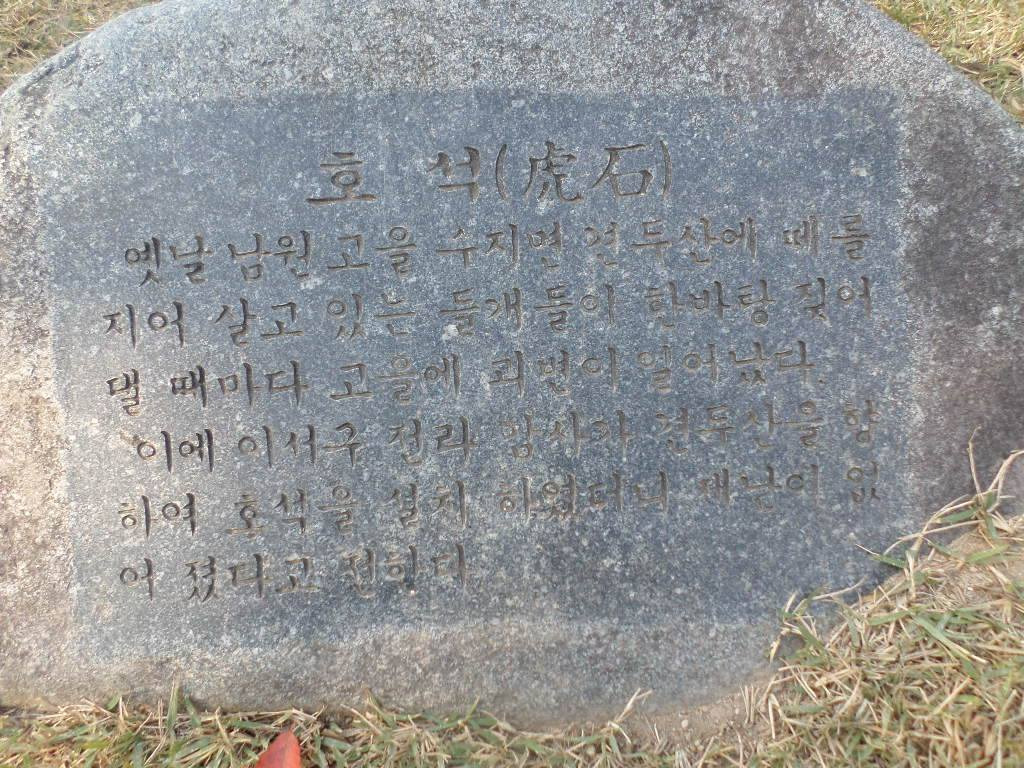 호 석(虎石)
옛날 남원 고을 수지면 견두산에 떼를
지어 살고 있는 들개들이 한바탕 짖어
댈 때마다 고을에 괴변이 일어났다.
이에 이서구 전라 감사가 견두산을 향
하여 호석을 설치 하였더니 재난이 없
어 졌다고 전하다